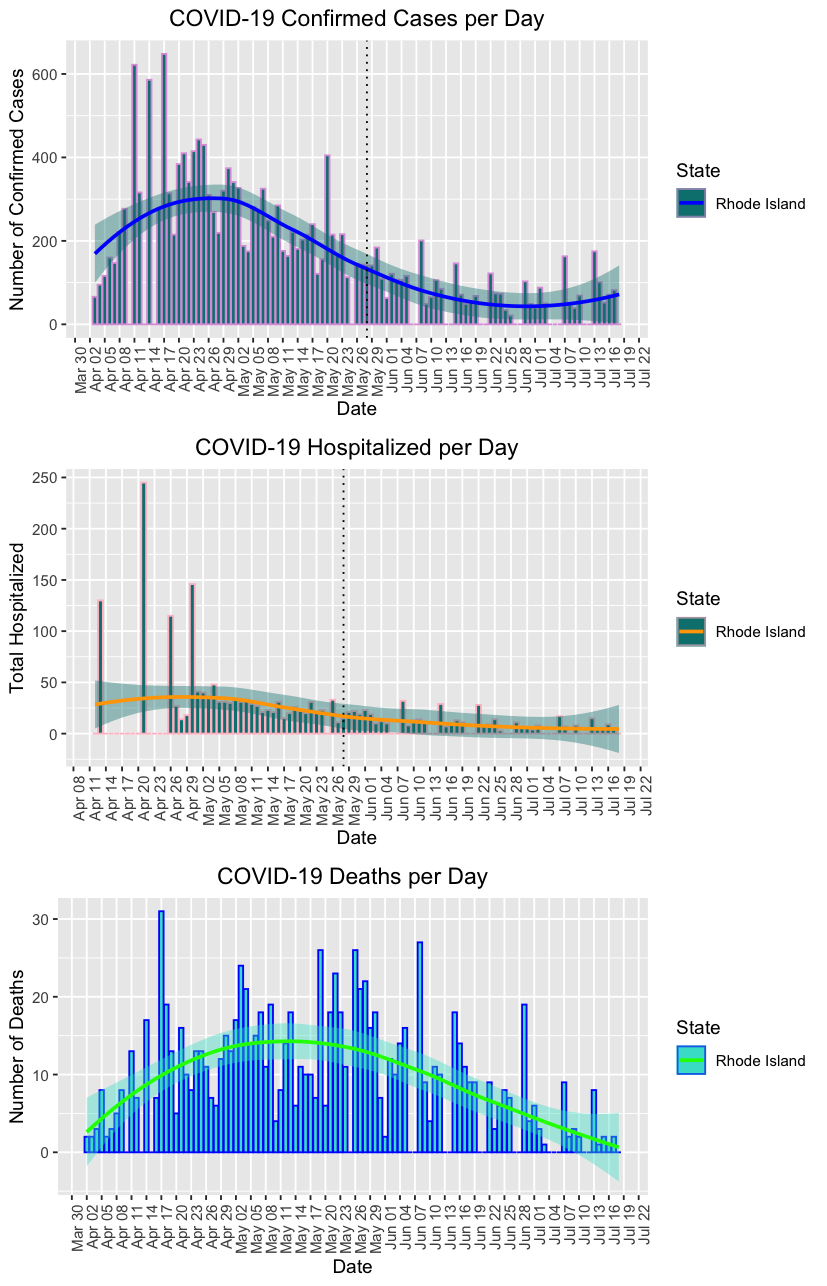 COVID-19 Confirmed Cases per Day
Number of Confirmed Cases
600
400
200
0
Mar 30
Apr 02
Apr 05
Apr 08
Apr 11
Apr 14
Apr 17
Apr 20
Apr 23
Apr 26
Apr 29
May 02
May 05
May 08
May 11
May 14
May 17
May 20
May 23
May 26
May 29
Jun 01
Jun 04
Jun 07
Jun 10
Jun 13
Jun 16
Jun 19
Jun 22
Jun 25
Jun 28
Jul 01
Jul 04
Jul 07
Jul 10
Jul 13
Jul 16
Jul 19
Jul 22
Date
State
Rhode Island
COVID-19 Hospitalized per Day
Total Hospitalized
250
200
150
100
50
0
Apr 08
Apr 11
Apr 14
Apr 17
Apr 20
Apr 23
Apr 26
Apr 29
May 02
May 05
May 08
May 11
May 14
May 17
May 20
May 23
May 26
May 29
Jun 01
Jun 04
Jun 07
Jun 10
Jun 13
Jun 16
Jun 19
Jun 22
Jun 25
Jun 28
Jul 01
Jul 04
Jul 07
Jul 10
Jul 13
Jul 16
Jul 19
Jul 22
Date
State
Rhode Island
COVID-19 Deaths per Day
Number of Deaths
30
20
10
0
Mar 30
Apr 02
Apr 05
Apr 08
Apr 11
Apr 14
Apr 17
Apr 20
Apr 23
Apr 26
Apr 29
May 02
May 05
May 08
May 11
May 14
May 17
May 20
May 23
May 26
May 29
Jun 01
Jun 04
Jun 07
Jun 10
Jun 13
Jun 16
Jun 19
Jun 22
Jun 25
Jun 28
Jul 01
Jul 04
Jul 07
Jul 10
Jul 13
Jul 16
Jul 19
Jul 22
Date
State
Rhode Island